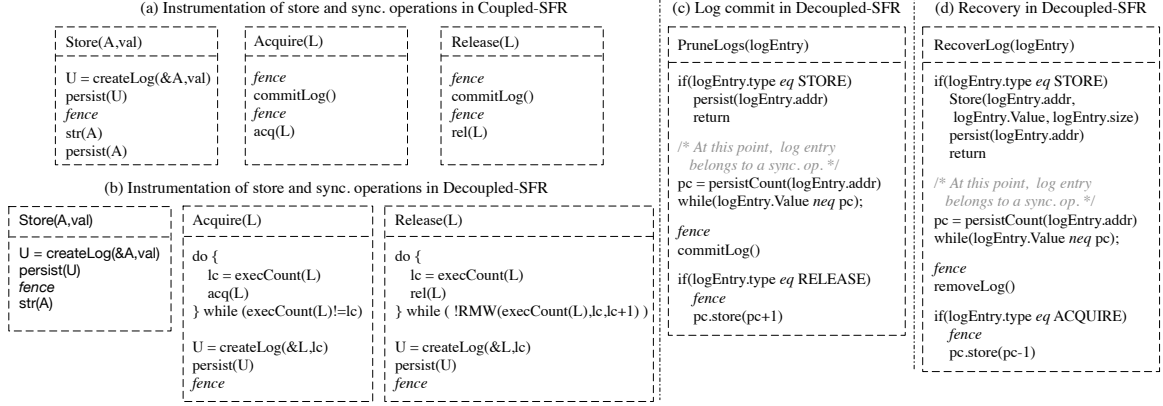 (a) Instrumentation of store and sync. operations in Coupled-SFR
Store(A,val)
U = createLog(&A,val)
persist(U)
fence
str(A)
persist(A)
Acquire(L)
fence
commitLog()
fence
acq(L)
Release(L)
fence
commitLog()
fence
rel(L)
(b) Instrumentation of store and sync. operations in Decoupled-SFR
Store(A,val)
U = createLog(&A,val)
persist(U)
fence
str(A)
Acquire(L)
do {
lc = execCount(L)
acq(L)
} while (execCount(L)!=lc)
U = createLog(&L,lc)
persist(U)
fence
Release(L)
do {
lc = execCount(L)
rel(L)
} while ( !RMW(execCount(L),lc,lc+1) )
U = createLog(&L,lc)
persist(U)
fence
(c) Log commit in Decoupled-SFR
PruneLogs(logEntry)
if(logEntry.type eq STORE)
persist(logEntry.addr)
return
/* At this point, log entry
belongs to a sync. op. */
pc = persistCount(logEntry.addr)
while(logEntry.Value neq pc);
fence
commitLog()
if(logEntry.type eq RELEASE)
fence
pc.store(pc+1)
(d) Recovery in Decoupled-SFR
RecoverLog(logEntry)
if(logEntry.type eq STORE)
Store(logEntry.addr,
logEntry.Value, logEntry.size)
persist(logEntry.addr)
return
/* At this point, log entry
belongs to a sync. op. */
pc = persistCount(logEntry.addr)
while(logEntry.Value neq pc);
fence
removeLog()
if(logEntry.type eq ACQUIRE)
fence
pc.store(pc-1)